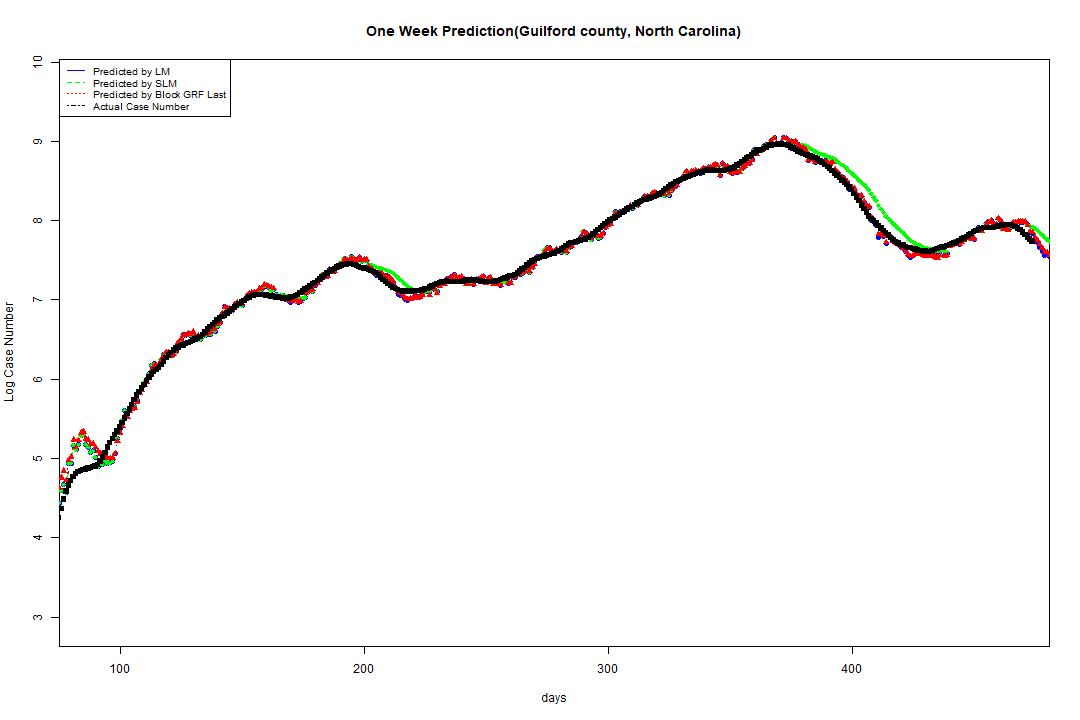 One Week Prediction(Guilford county, North Carolina)
Predicted by LM
Predicted by SLM
Predicted by Block GRF Last
Actual Case Number
10
9
8
7
6
5
4
3
Log Case Number
100
200
300
400
days